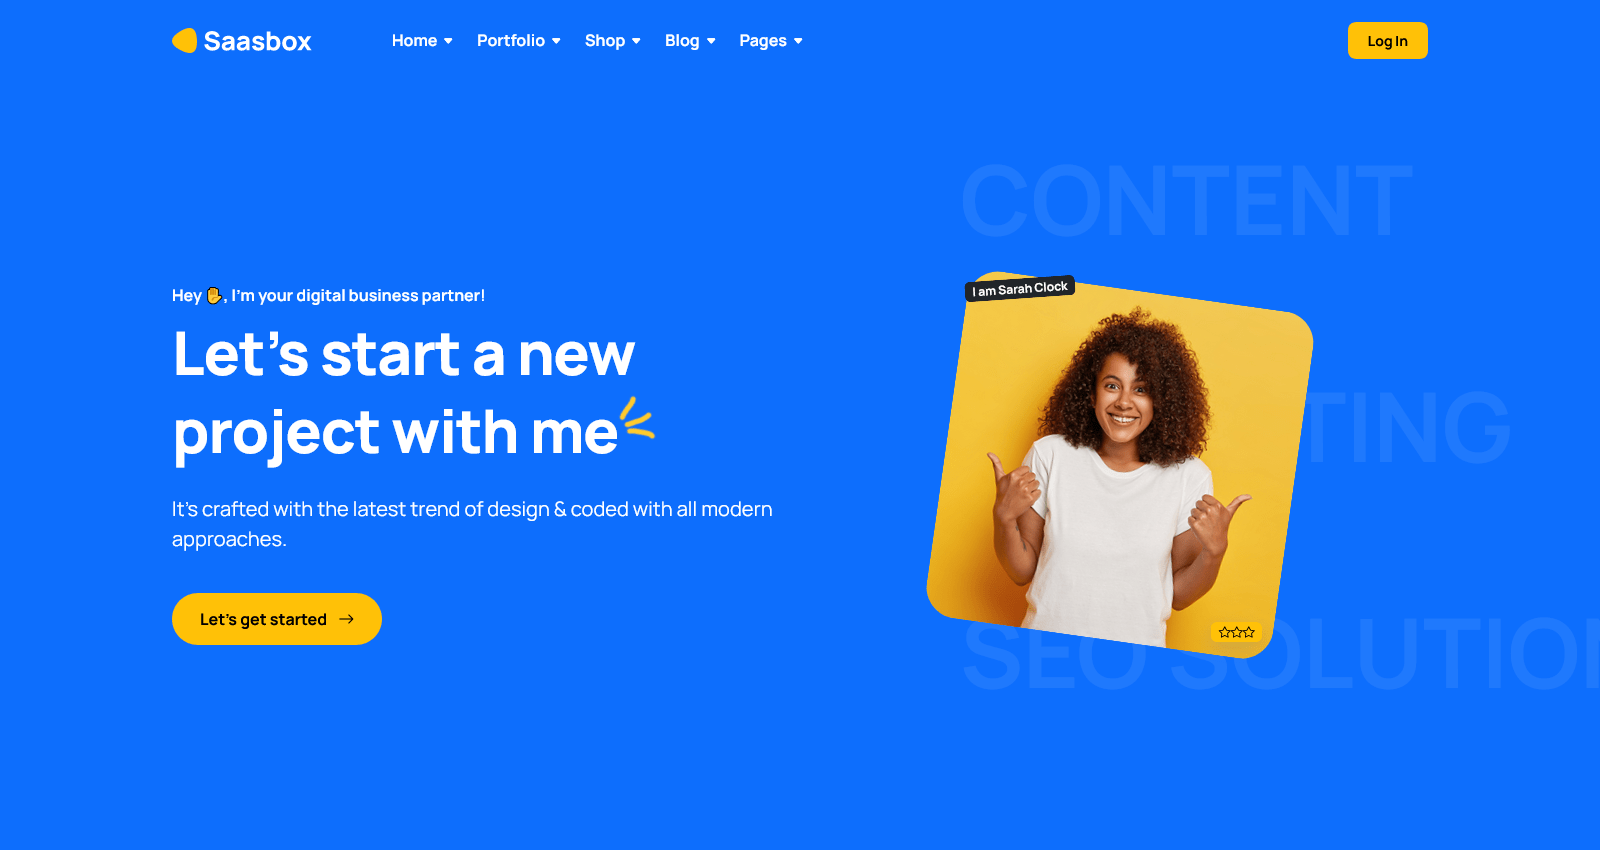 Saasbox
Home
Portfolio
Shop
Blog
Pages
Log In
CONTENT
Hey ✋, I'm your digital business partner!
Let's start a new
project with me
It's crafted with the latest trend of design & coded with all modern
approaches.
Let's get started →
I am Sarah Clock
TING
SEO SOLUTION